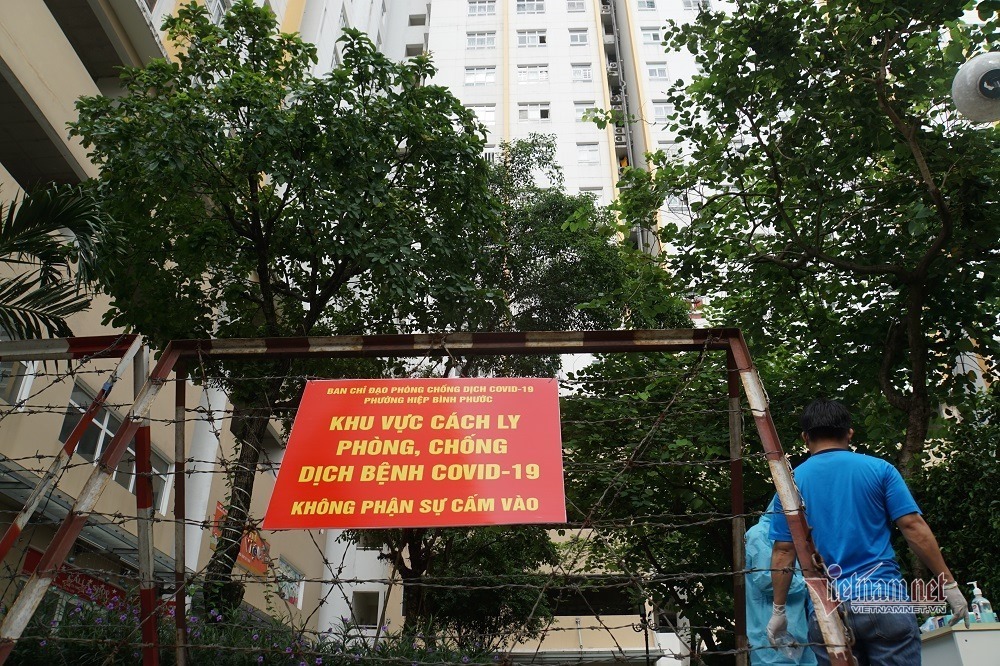 BAN CHỈ ĐẠO PHÒNG CHỐNG DỊCH COVID-19
PHƯỜNG HIỆP BÌNH PHƯỚC
KHU VỰC CÁCH LY
PHÒNG, CHỐNG
DỊCH BỆNH COVID-19
KHÔNG PHẬN SỰ CẤM VÀO
vietnamnet
VIETNAMNET.VN